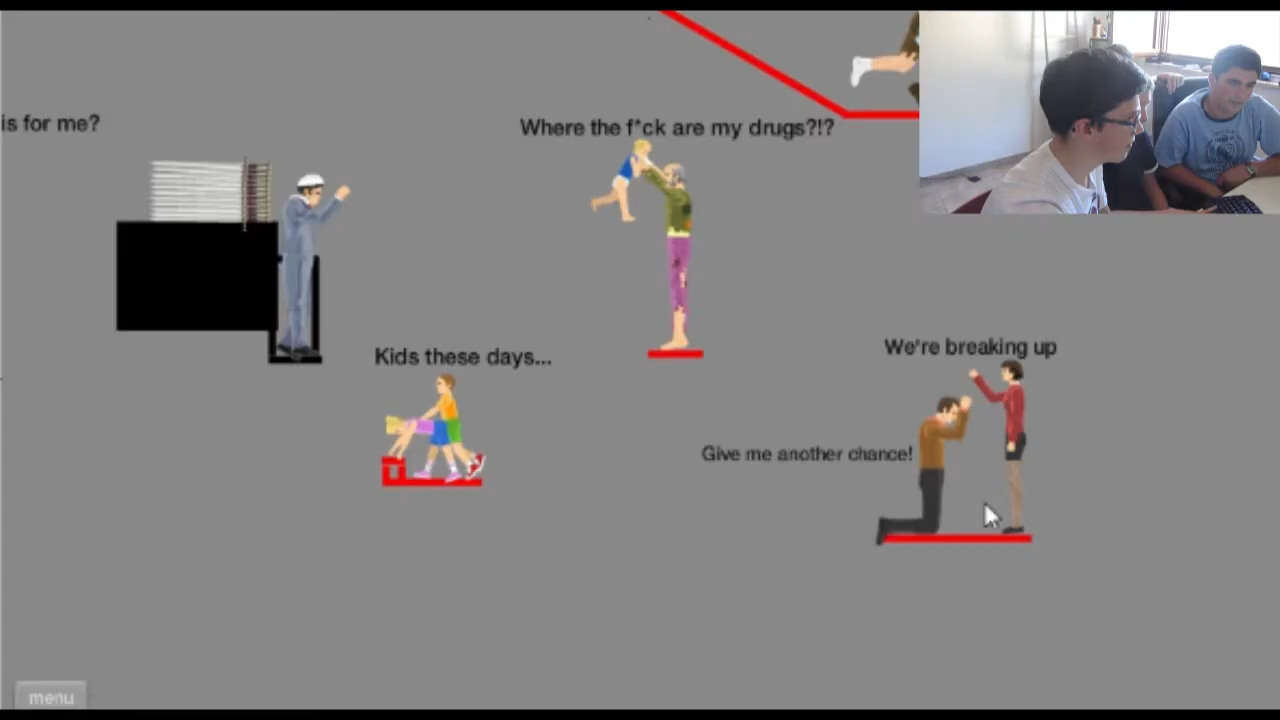 is for me?
Where the f*ck are my drugs?!?
Kids these days...
We're breaking up
Give me another chance!
menu